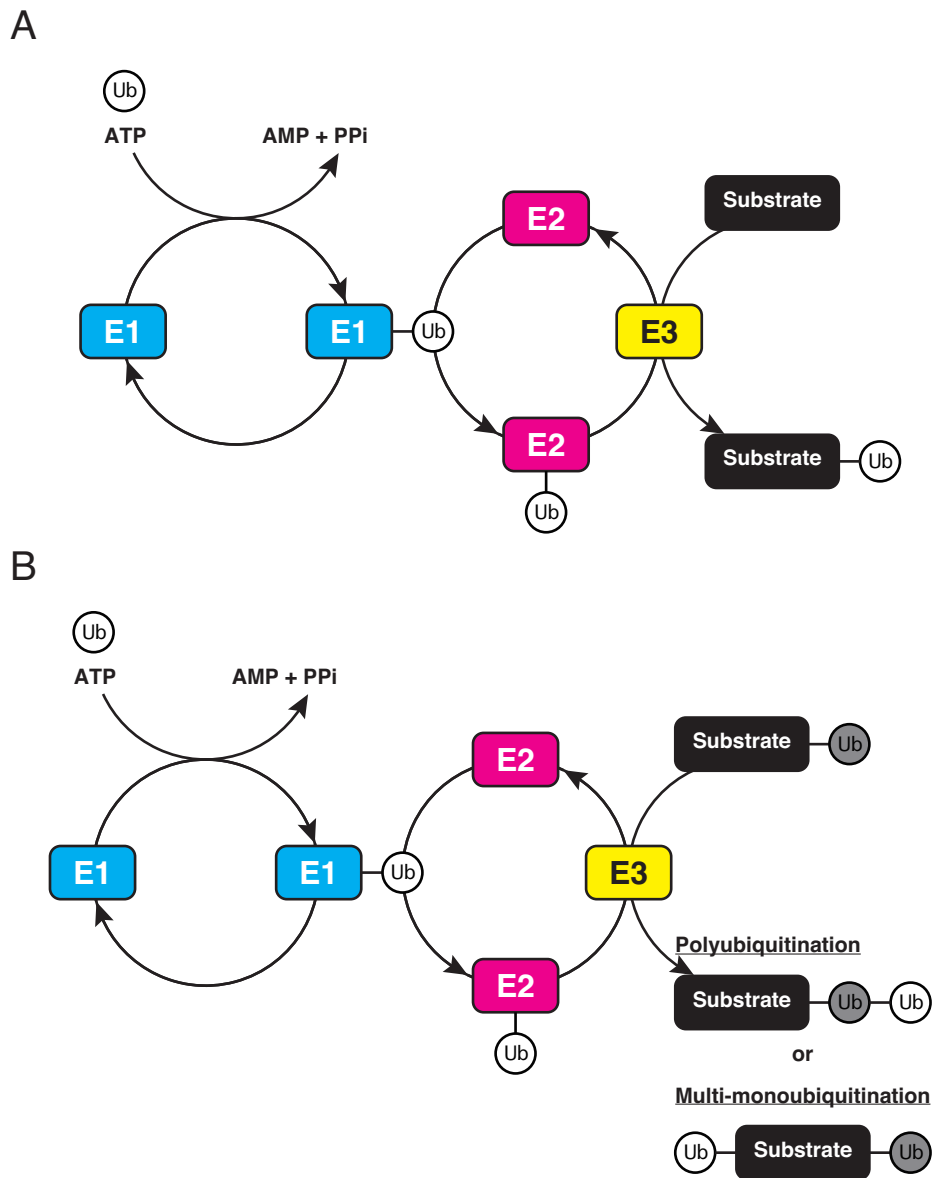 A
Ub
ATP AMP + PPi
Substrate
E2
E1 E1 Ub E3
E2 Substrate Ub
Ub
B
Ub
ATP AMP + PPi
Substrate Ub
E2
E1 E1 Ub E3
Polyubiquitination
E2 Substrate Ub Ub
Ub
or
Multi-monoubiquitination
Ub Substrate Ub